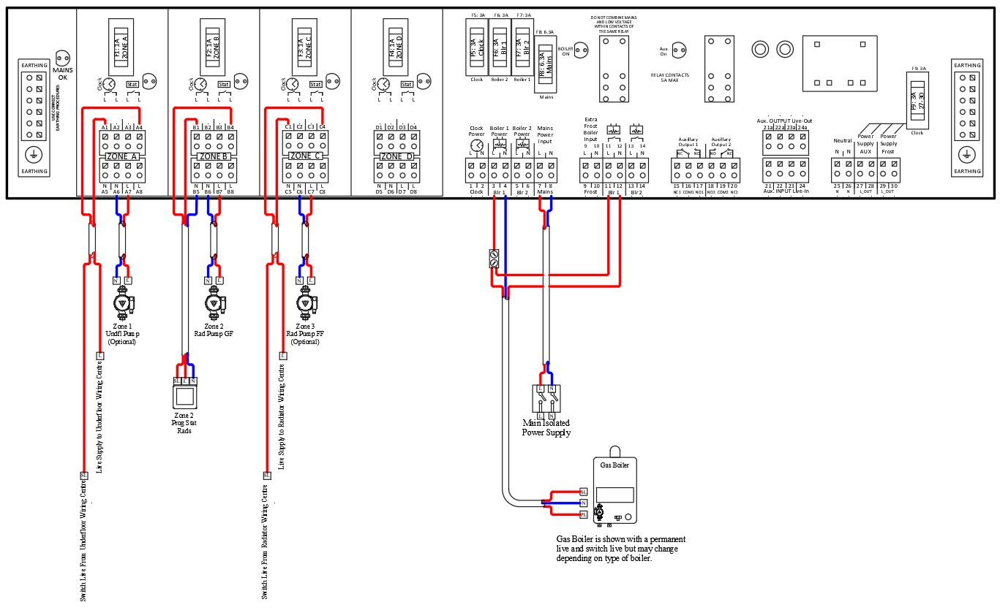 EARTHING
USE CORRECT
EARTHING PROCEDURES
EARTHING
MAINS
OK
F1: 1A
ZONE A
Clock
Stat
L L L L
A1 A2 A3 A4
ZONE A
N N L L
A5 A6 A7 A8
F2: 1A
ZONE B
Clock
Stat
L L L L
B1 B2 B3 B4
ZONE B
N N L L
B5 B6 B7 B8
F3: 1A
ZONE C
Clock
Stat
L L L L
C1 C2 C3 C4
ZONE C
N N L L
C5 C6 C7 C8
F4: 1A
ZONE D
Clock
Stat
L L L L
D1 D2 D3 D4
ZONE D
N N L L
D5 D6 D7 D8
F5: 3A F6: 3A F7: 3A
F5: 3A
Clock
F6: 3A
Blr 1
F7: 3A
Blr 2
Clock Boiler 2 Boiler 1
F8: 6.3A
F8: 6.3A
Mains
Mains
BOILER
ON
DO NOT COMBINE MAINS
AND LOW VOLTAGE
WITHIN CONTACTS OF
THE SAME RELAY
Aux
On
RELAY CONTACTS
5A MAX
F9: 3A
F9: 3A
27, 30
Clock
EARTHING
EARTHING
Clock
Power
Boiler 1
Power
Boiler 2
Power
Mains
Power
Input
L N L N L N L N
1 2 3 4 5 6 7 8
Clock Blr 1 Blr 2 Mains
Extra
Frost
Boiler
Input
9 10 11 12 13 14
L N L L L L
9 10 11 12 13 14
Frost Blr 1 Blr 2
Auxillary
Output 1
Auxillary
Output 2
NC NO NC NO
15 16 17 18 19 20
NC1 COM1 NO1 NO2 COM2 NC2
Aux. OUTPUT Live-Out
21a 22a 23a 24a
21 22 23 24
Aux. INPUT Live-In
Neutral
N N
Power
Supply
AUX
Power
Supply
Frost
25 26 27 28 29 30
N N L_OUT L_OUT
N L
Zone 1
Undfl Pump
(Optional)
N L
Zone 2
Rad Pump GF
N L
Zone 3
Rad Pump FF
(Optional)
L
Live Supply to Underfloor Wiring Centre
SL L N
Zone 2
Prog Stat
Rads
L
Live Supply to Radiator Wiring Centre
L N
L N
Main Isolated
Power Supply
SL
Switch Live From Underfloor Wiring Centre
SL
Switch Live From Radiator Wiring Centre
Gas Boiler
SL
N
PL
Gas Boiler is shown with a permanent
live and switch live but may change
depending on type of boiler.